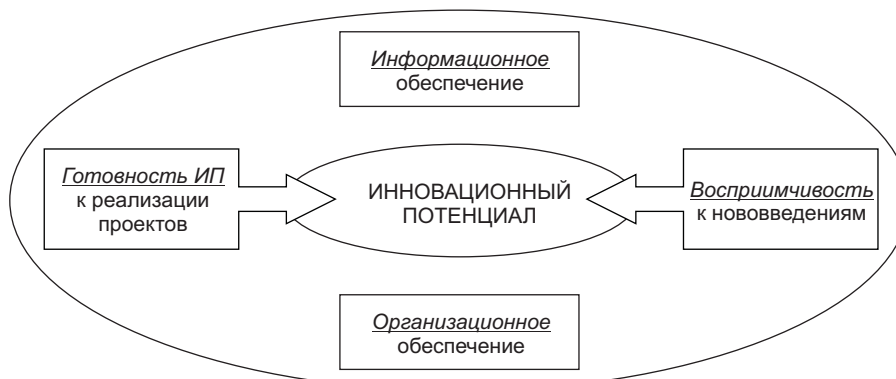 Информационное
обеспечение
Готовность ИП
к реализации
проектов
ИННОВАЦИОННЫЙ
ПОТЕНЦИАЛ
Восприимчивость
к нововведениям
Организационное
обеспечение